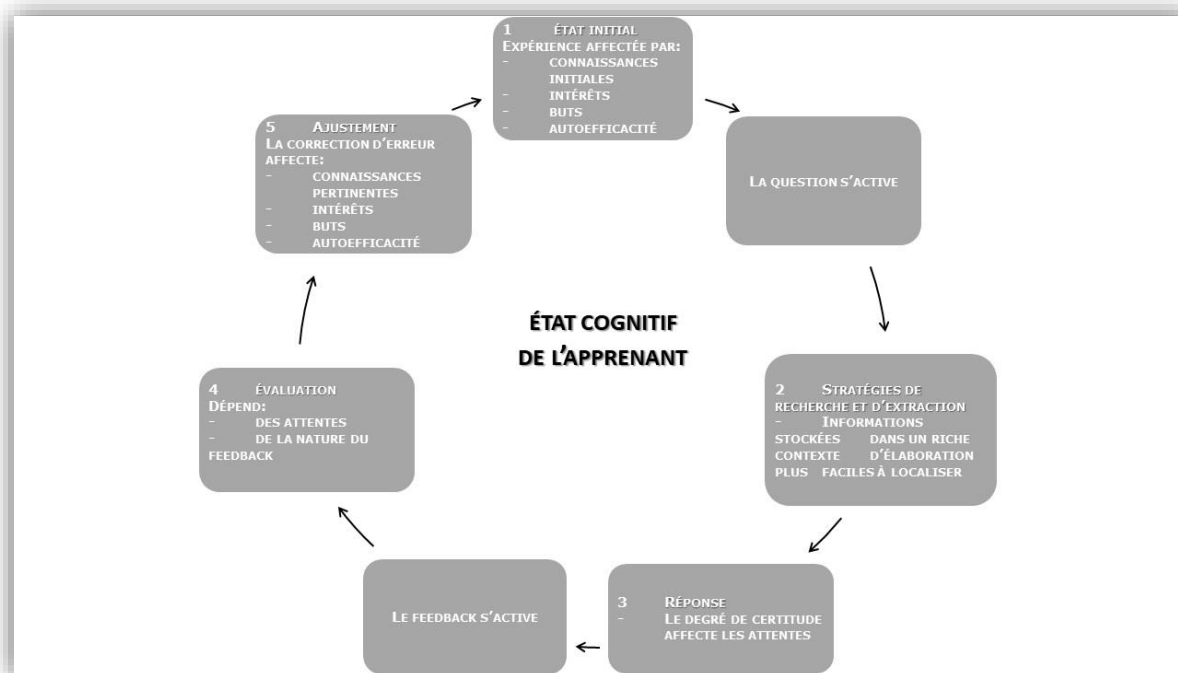 1 ÉTAT INITIAL
EXPÉRIENCE AFFECTÉE PAR:
- CONNAISSANCES
INITIALES
- INTÉRÊTS
- BUTS
- AUTOEFFICACITÉ
LA QUESTION S'ACTIVE
2 STRATÉGIES DE
RECHERCHE ET D'EXTRACTION
- INFORMATIONS
STOCKÉES DANS UN RICHE
CONTEXTE D'ÉLABORATION
PLUS FACILES À LOCALISER
3 RÉPONSE
- LE DEGRÉ DE CERTITUDE
AFFECTE LES ATTENTES
LE FEEDBACK S'ACTIVE
4 ÉVALUATION
DÉPEND:
- DES ATTENTES
- DE LA NATURE DU
FEEDBACK
5 AJUSTEMENT
LA CORRECTION D'ERREUR
AFFECTE:
- CONNAISSANCES
PERTINENTES
- INTÉRÊTS
- BUTS
- AUTOEFFICACITÉ
ÉTAT COGNITIF
DE L'APPRENANT